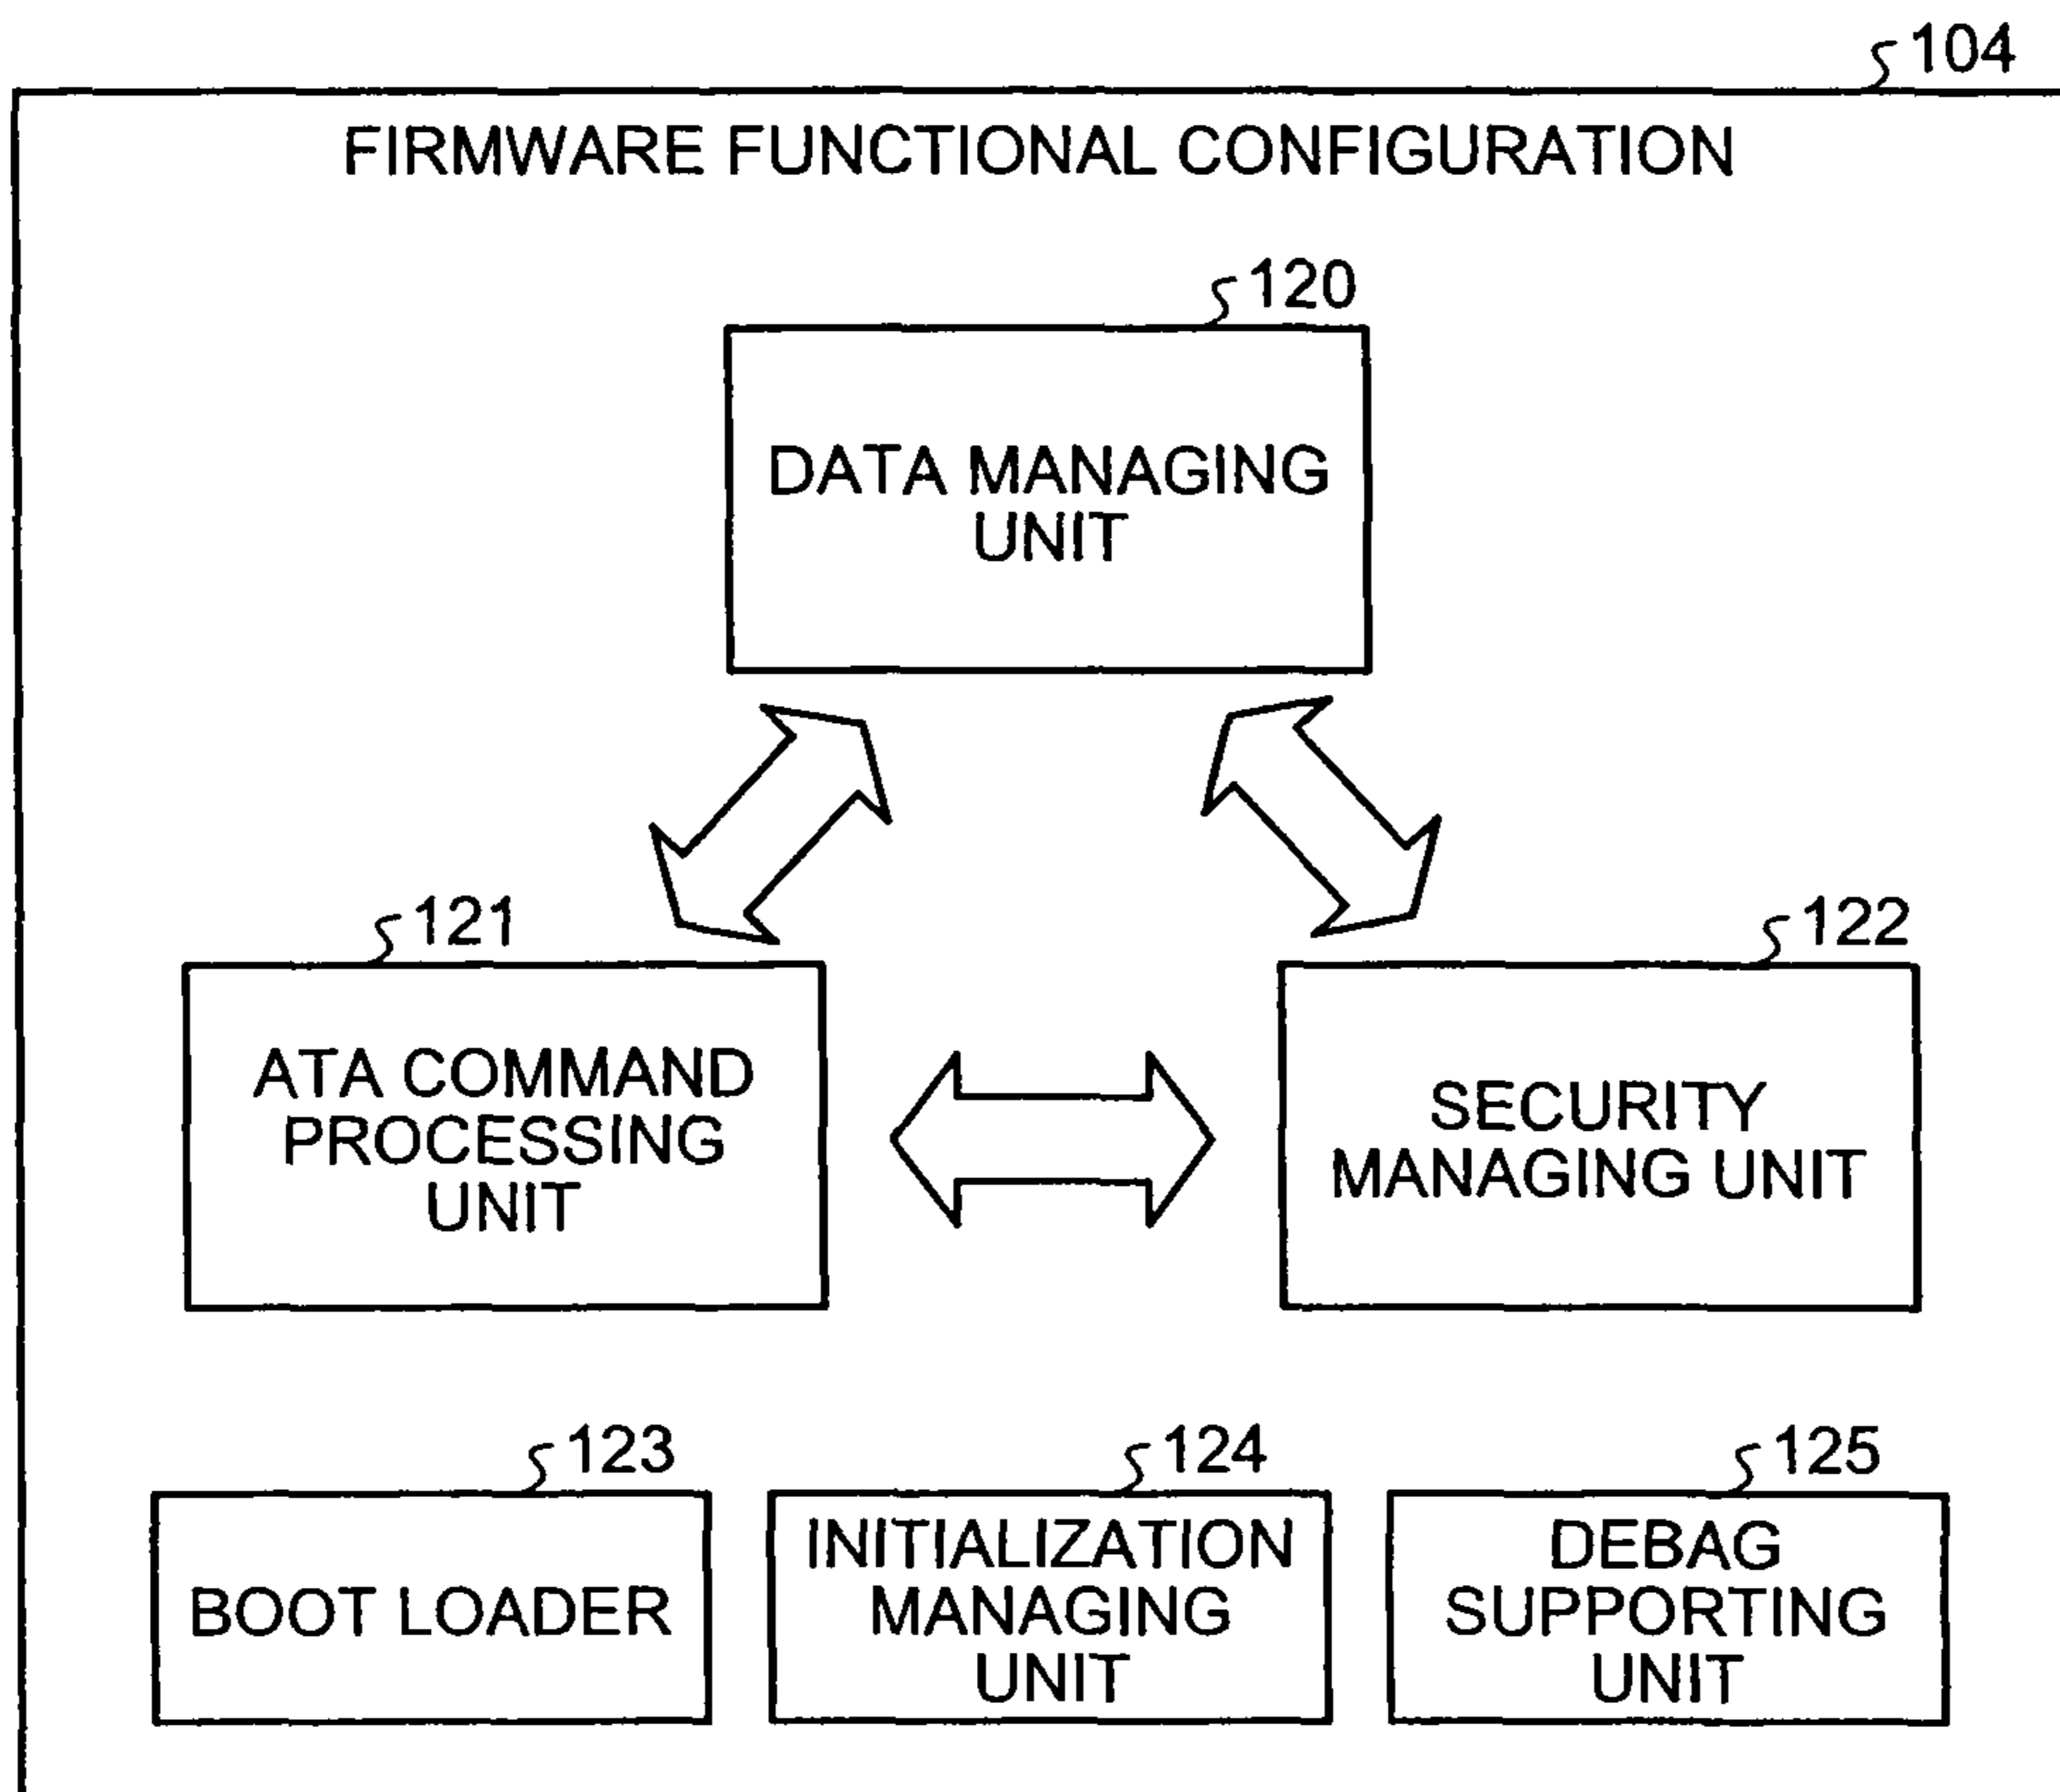 104
FIRMWARE FUNCTIONAL CONFIGURATION
120
DATA MANAGING
UNIT
121
ATA COMMAND
PROCESSING
UNIT
122
SECURITY
MANAGING UNIT
123
BOOT LOADER
124
INITIALIZATION
MANAGING
UNIT
125
DEBAG
SUPPORTING
UNIT